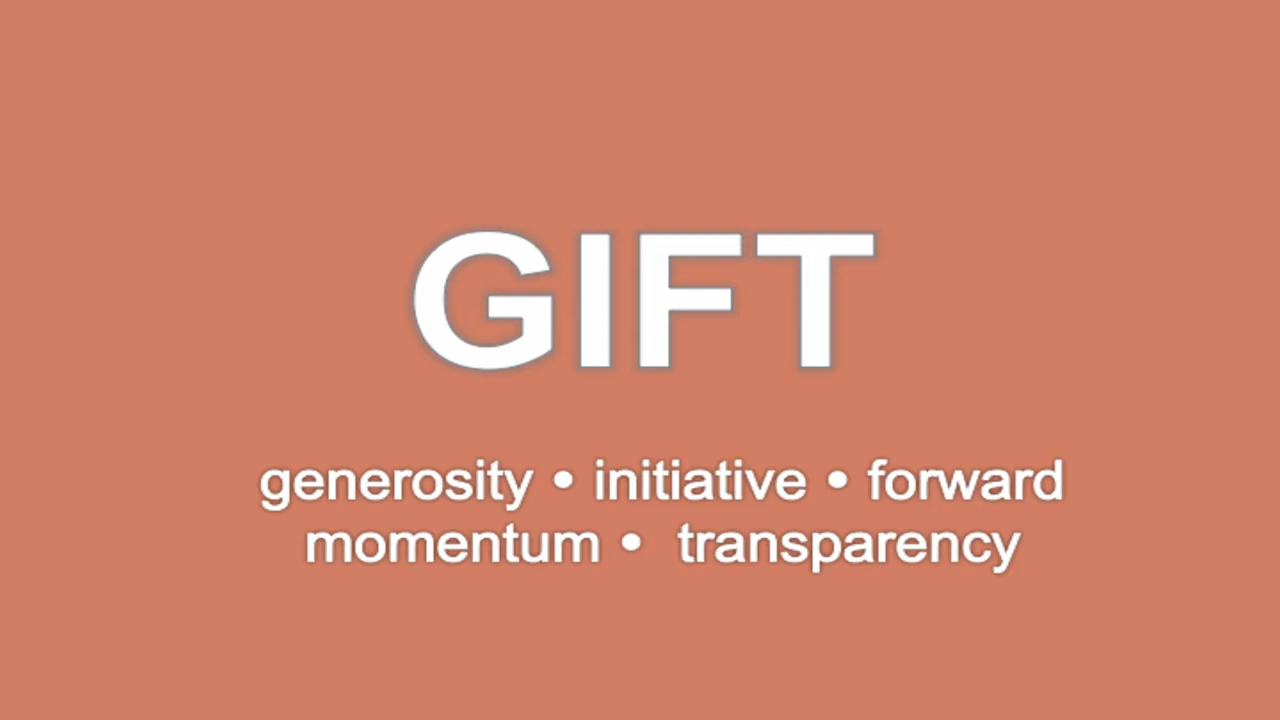 GIFT
generosity • initiative • forward
momentum • transparency